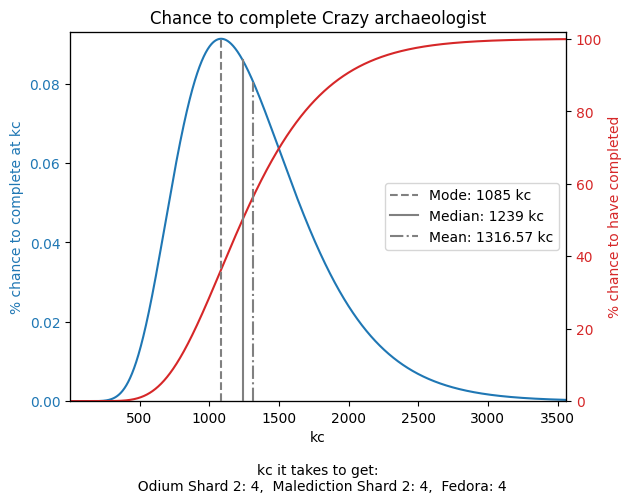 Chance to complete Crazy archaeologist
% chance to complete at kc
0.00
0.02
0.04
0.06
0.08
% chance to have completed
0
20
40
60
80
100
Mode: 1085 kc
Median: 1239 kc
Mean: 1316.57 kc
500
1000
1500
2000
2500
3000
3500
kc
kc it takes to get:
Odium Shard 2: 4, Malediction Shard 2: 4, Fedora: 4